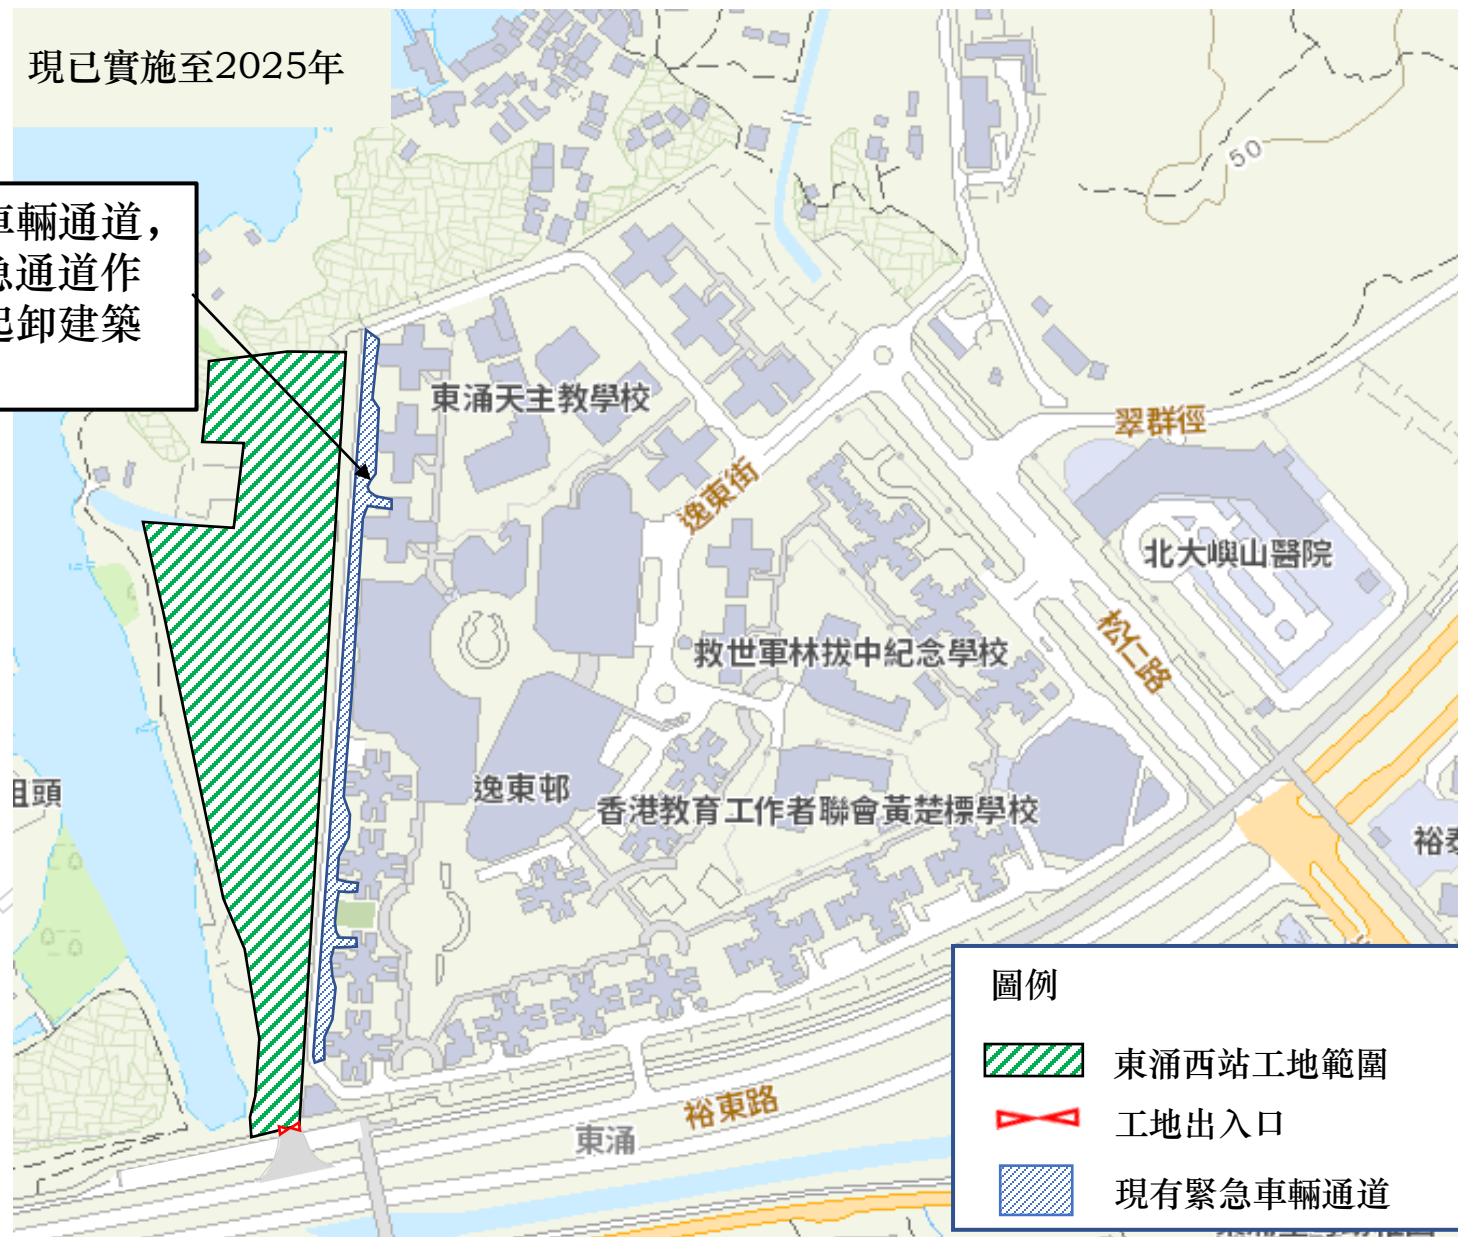 現已實施至2025年
50
車輛通道,
急通道作
起卸建築
東涌天主教學校
翠群徑
逸東街
北大嶼山醫院
松仁路
救世軍林拔中紀念學校
逸東邨
香港教育工作者聯會黃楚標學校
頭
裕
裕東路
東涌
圖例
東涌西站工地範圍
工地出入口
現有緊急車輛通道